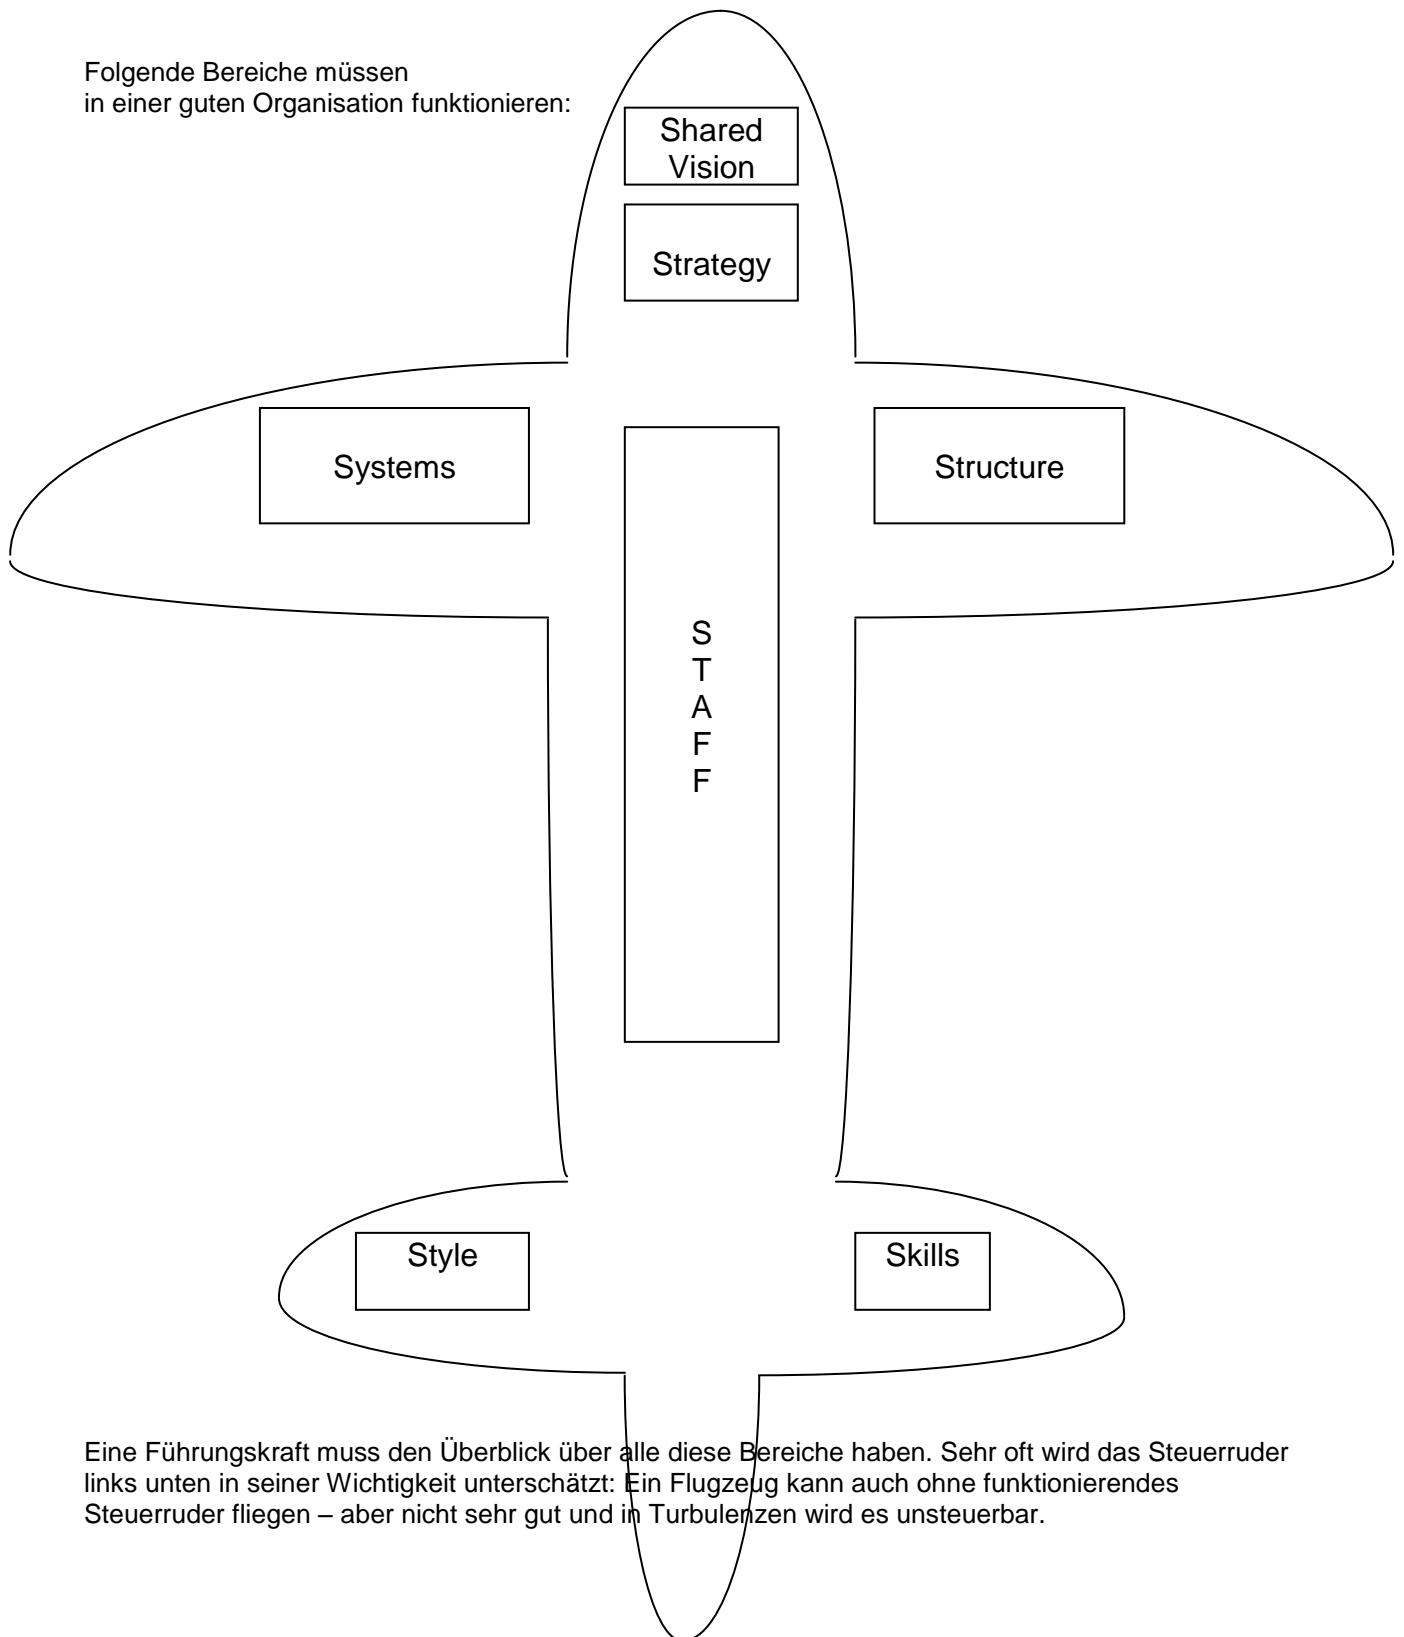 Folgende Bereiche müssen
in einer guten Organisation funktionieren:
Shared
Vision
Strategy
Systems
Structure
S
T
A
F
F
Style
Skills
Eine Führungskraft muss den Überblick über alle diese Bereiche haben. Sehr oft wird das Steuerruder
links unten in seiner Wichtigkeit unterschätzt: Ein Flugzeug kann auch ohne funktionierendes
Steuerruder fliegen – aber nicht sehr gut und in Turbulenzen wird es unsteuerbar.